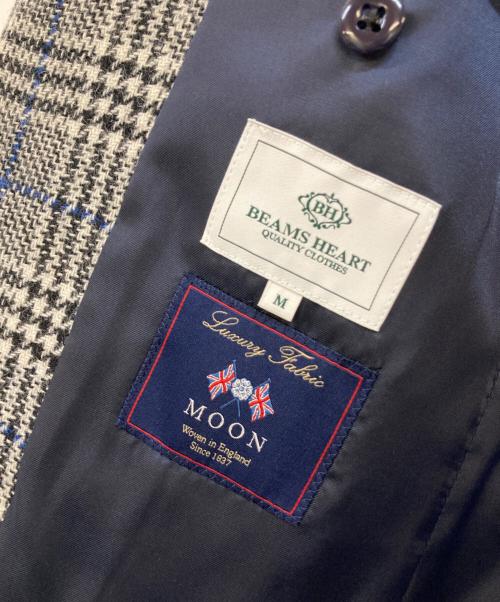 BH
BEAMS HEART
QUALITY CLOTHES
M
Luxury Fabric
MOON
Woven in England
Since 1837